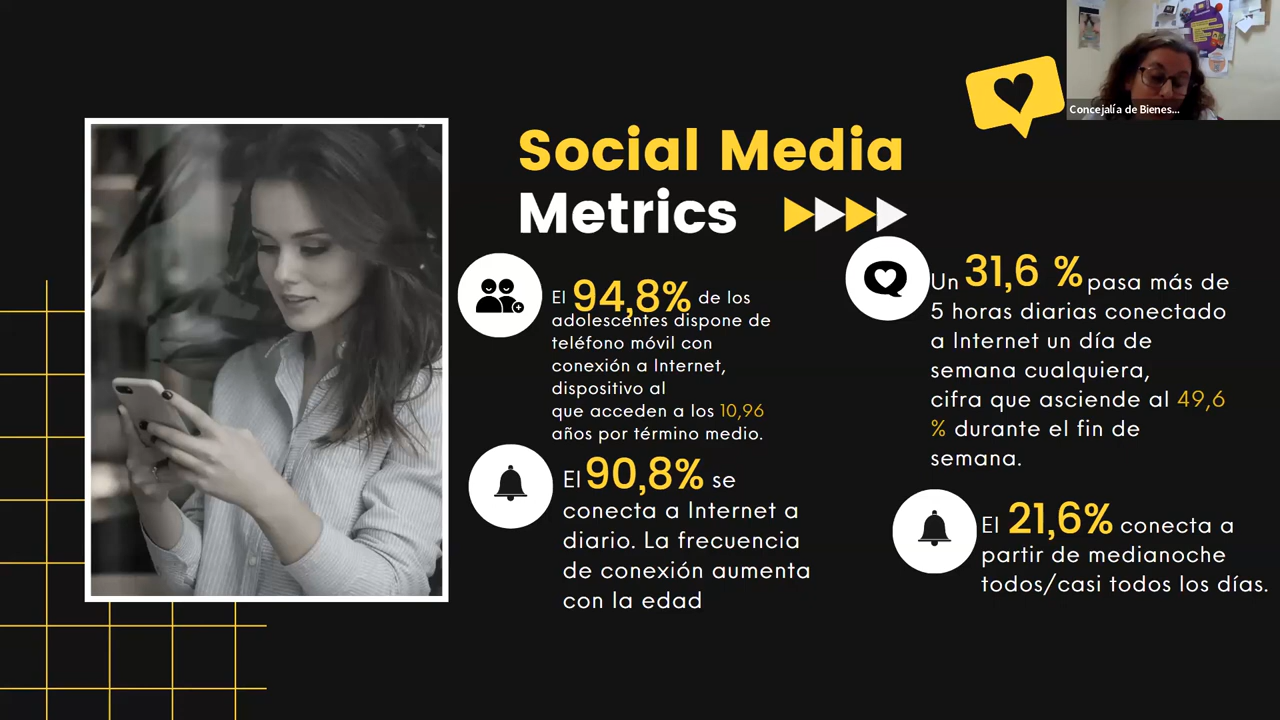 Concejalía de Bienes...
Social Media
Metrics
El 94,8% de los
adolescentes dispone de
teléfono móvil con
conexión a Internet,
dispositivo al
que acceden a los 10,96
años por término medio.
El 90,8% se
conecta a Internet a
diario. La frecuencia
de conexión aumenta
con la edad
Un 31,6 % pasa más de
5 horas diarias conectado
a Internet un día de
semana cualquiera,
cifra que asciende al 49,6
% durante el fin de
semana.
El 21,6% conecta a
partir de medianoche
todos/casi todos los días.